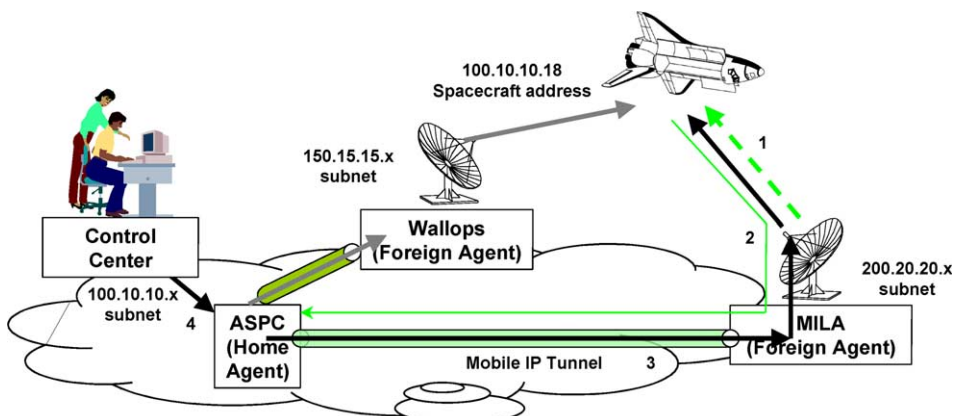 100.10.10.18
Spacecraft address
150.15.15.x
subnet
1
2
Control
Center
Wallops
(Foreign Agent)
200.20.20.x
subnet
100.10.10.x
subnet
4
ASPC
(Home
Agent)
MILA
(Foreign Agent)
Mobile IP Tunnel
3